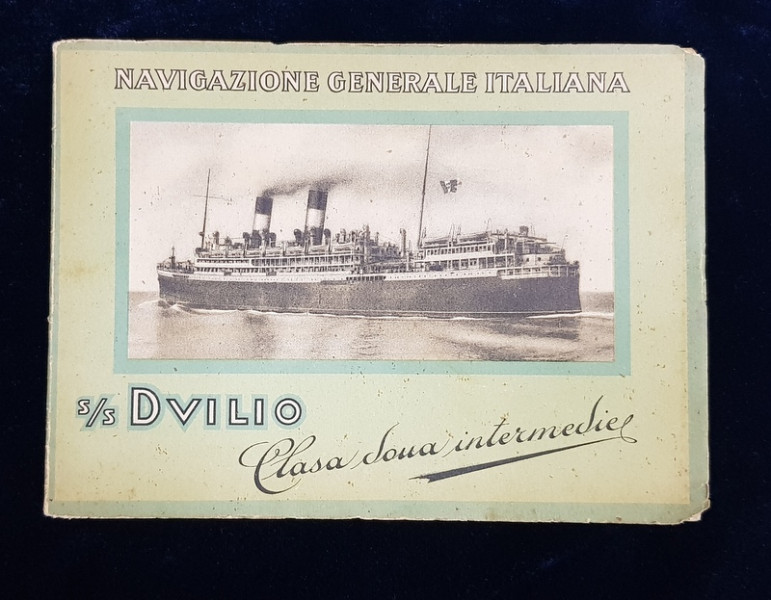 NAVIGAZIONE GENERALE ITALIANA
S/S DVILIO
Clasa doua intermedie